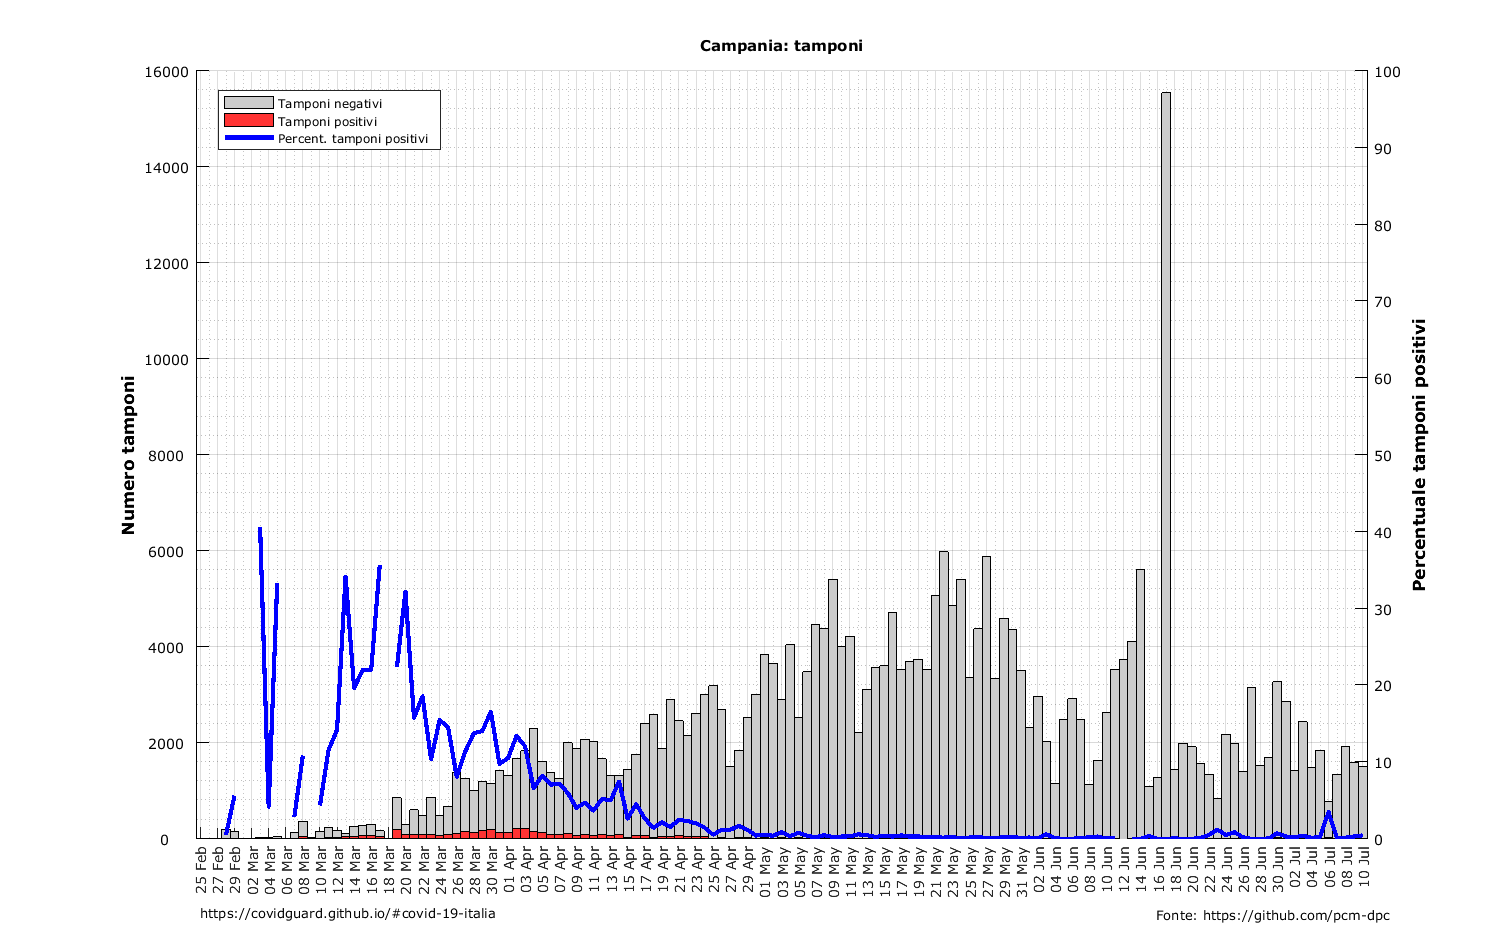 Campania: tamponi
16000
14000
12000
10000
8000
6000
4000
2000
0
Numero tamponi
Tamponi negativi
Tamponi positivi
Percent. tamponi positivi
100
90
80
70
60
50
40
30
20
10
0
Percentuale tamponi positivi
25 Feb
27 Feb
29 Feb
02 Mar
04 Mar
06 Mar
08 Mar
10 Mar
12 Mar
14 Mar
16 Mar
18 Mar
20 Mar
22 Mar
24 Mar
26 Mar
28 Mar
30 Mar
01 Apr
03 Apr
05 Apr
07 Apr
09 Apr
11 Apr
13 Apr
15 Apr
17 Apr
19 Apr
21 Apr
23 Apr
25 Apr
27 Apr
29 Apr
01 May
03 May
05 May
07 May
09 May
11 May
13 May
15 May
17 May
19 May
21 May
23 May
25 May
27 May
29 May
31 May
02 Jun
04 Jun
06 Jun
08 Jun
10 Jun
12 Jun
14 Jun
16 Jun
18 Jun
20 Jun
22 Jun
24 Jun
26 Jun
28 Jun
30 Jun
02 Jul
04 Jul
06 Jul
08 Jul
10 Jul
https://covidguard.github.io/#covid-19-italia
Fonte: https://github.com/pcm-dpc